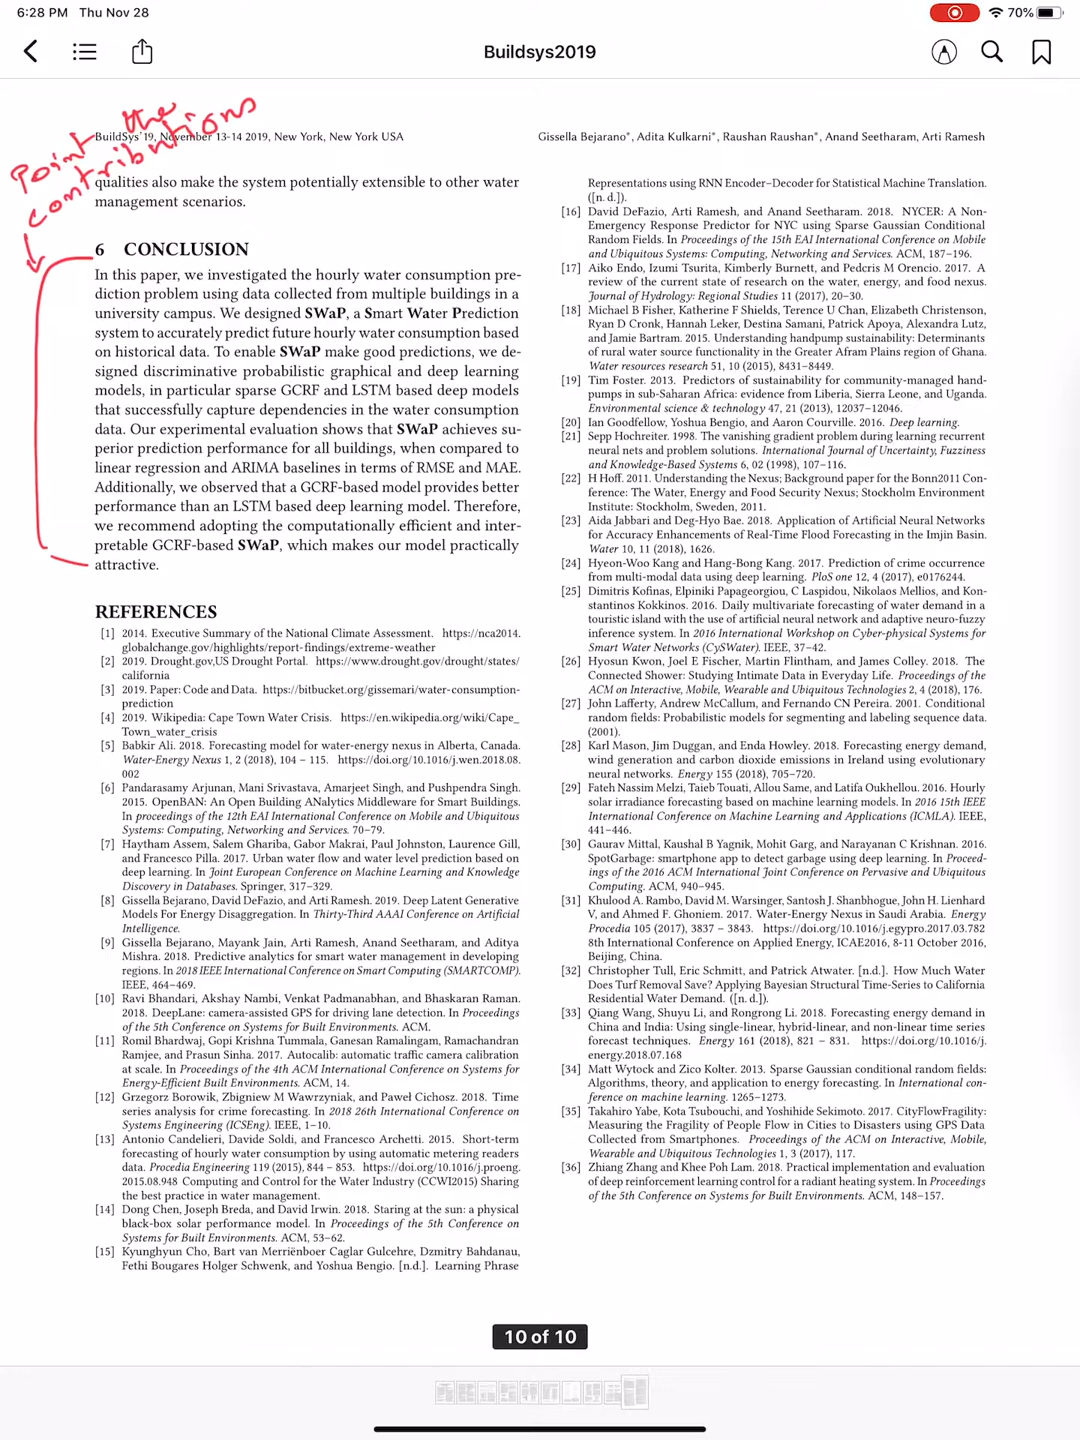 6:28 PM Thu Nov 28
70%
Buildsys2019
Point the
contributions
BuildSys'19, November 13-14 2019, New York, New York USA
Gissella Bejarano*, Adita Kulkarni*, Raushan Raushan*, Anand Seetharam, Arti Ramesh
qualities also make the system potentially extensible to other water
management scenarios.
6 CONCLUSION
In this paper, we investigated the hourly water consumption pre-
diction problem using data collected from multiple buildings in a
university campus. We designed SWaP, a Smart Water Prediction
system to accurately predict future hourly water consumption based
on historical data. To enable SWaP make good predictions, we de-
signed discriminative probabilistic graphical and deep learning
models, in particular sparse GCRF and LSTM based deep models
that successfully capture dependencies in the water consumption
data. Our experimental evaluation shows that SWaP achieves su-
perior prediction performance for all buildings, when compared to
linear regression and ARIMA baselines in terms of RMSE and MAE.
Additionally, we observed that a GCRF-based model provides better
performance than an LSTM based deep learning model. Therefore,
we recommend adopting the computationally efficient and inter-
pretable GCRF-based SWaP, which makes our model practically
attractive.
REFERENCES
[1] 2014. Executive Summary of the National Climate Assessment. https://nca2014.
globalchange.gov/highlights/report-findings/extreme-weather
[2] 2019. Drought.gov,US Drought Portal. https://www.drought.gov/drought/states/
california
[3] 2019. Paper: Code and Data. https://bitbucket.org/gissemari/water-consumption-
prediction
[4] 2019. Wikipedia: Cape Town Water Crisis. https://en.wikipedia.org/wiki/Cape_
Town_water_crisis
[5] Babkir Ali. 2018. Forecasting model for water-energy nexus in Alberta, Canada.
Water-Energy Nexus 1, 2 (2018), 104 – 115. https://doi.org/10.1016/j.wen.2018.08.
002
[6] Pandarasamy Arjunan, Mani Srivastava, Amarjeet Singh, and Pushpendra Singh.
2015. OpenBAN: An Open Building ANalytics Middleware for Smart Buildings.
In proceedings of the 12th EAI International Conference on Mobile and Ubiquitous
Systems: Computing, Networking and Services. 70–79.
[7] Haytham Assem, Salem Ghariba, Gabor Makrai, Paul Johnston, Laurence Gill,
and Francesco Pilla. 2017. Urban water flow and water level prediction based on
deep learning. In Joint European Conference on Machine Learning and Knowledge
Discovery in Databases. Springer, 317–329.
[8] Gissella Bejarano, David DeFazio, and Arti Ramesh. 2019. Deep Latent Generative
Models For Energy Disaggregation. In Thirty-Third AAAI Conference on Artificial
Intelligence.
[9] Gissella Bejarano, Mayank Jain, Arti Ramesh, Anand Seetharam, and Aditya
Mishra. 2018. Predictive analytics for smart water management in developing
regions. In 2018 IEEE International Conference on Smart Computing (SMARTCOMP).
IEEE, 464–469.
[10] Ravi Bhandari, Akshay Nambi, Venkat Padmanabhan, and Bhaskaran Raman.
2018. DeepLane: camera-assisted GPS for driving lane detection. In Proceedings
of the 5th Conference on Systems for Built Environments. ACM.
[11] Romil Bhardwaj, Gopi Krishna Tummala, Ganesan Ramalingam, Ramachandran
Ramjee, and Prasun Sinha. 2017. Autocalib: automatic traffic camera calibration
at scale. In Proceedings of the 4th ACM International Conference on Systems for
Energy-Efficient Built Environments. ACM, 14.
[12] Grzegorz Borowik, Zbigniew M Wawrzyniak, and Paweł Cichosz. 2018. Time
series analysis for crime forecasting. In 2018 26th International Conference on
Systems Engineering (ICSEng). IEEE, 1–10.
[13] Antonio Candelieri, Davide Soldi, and Francesco Archetti. 2015. Short-term
forecasting of hourly water consumption by using automatic metering readers
data. Procedia Engineering 119 (2015), 844 – 853. https://doi.org/10.1016/j.proeng.
2015.08.948 Computing and Control for the Water Industry (CCWI2015) Sharing
the best practice in water management.
[14] Dong Chen, Joseph Breda, and David Irwin. 2018. Staring at the sun: a physical
black-box solar performance model. In Proceedings of the 5th Conference on
Systems for Built Environments. ACM, 53–62.
[15] Kyunghyun Cho, Bart van Merriënboer Caglar Gulcehre, Dzmitry Bahdanau,
Fethi Bougares Holger Schwenk, and Yoshua Bengio. [n.d.]. Learning Phrase
Representations using RNN Encoder–Decoder for Statistical Machine Translation.
([n. d.]).
[16] David DeFazio, Arti Ramesh, and Anand Seetharam. 2018. NYCER: A Non-
Emergency Response Predictor for NYC using Sparse Gaussian Conditional
Random Fields. In Proceedings of the 15th EAI International Conference on Mobile
and Ubiquitous Systems: Computing, Networking and Services. ACM, 187–196.
[17] Aiko Endo, Izumi Tsurita, Kimberly Burnett, and Pedcris M Orencio. 2017. A
review of the current state of research on the water, energy, and food nexus.
Journal of Hydrology: Regional Studies 11 (2017), 20–30.
[18] Michael B Fisher, Katherine F Shields, Terence U Chan, Elizabeth Christenson,
Ryan D Cronk, Hannah Leker, Destina Samani, Patrick Apoya, Alexandra Lutz,
and Jamie Bartram. 2015. Understanding handpump sustainability: Determinants
of rural water source functionality in the Greater Afram Plains region of Ghana.
Water resources research 51, 10 (2015), 8431–8449.
[19] Tim Foster. 2013. Predictors of sustainability for community-managed hand-
pumps in sub-Saharan Africa: evidence from Liberia, Sierra Leone, and Uganda.
Environmental science & technology 47, 21 (2013), 12037–12046.
[20] Ian Goodfellow, Yoshua Bengio, and Aaron Courville. 2016. Deep learning.
[21] Sepp Hochreiter. 1998. The vanishing gradient problem during learning recurrent
neural nets and problem solutions. International Journal of Uncertainty, Fuzziness
and Knowledge-Based Systems 6, 02 (1998), 107–116.
[22] H Hoff. 2011. Understanding the Nexus; Background paper for the Bonn2011 Con-
ference: The Water, Energy and Food Security Nexus; Stockholm Environment
Institute: Stockholm, Sweden, 2011.
[23] Aida Jabbari and Deg-Hyo Bae. 2018. Application of Artificial Neural Networks
for Accuracy Enhancements of Real-Time Flood Forecasting in the Imjin Basin.
Water 10, 11 (2018), 1626.
[24] Hyeon-Woo Kang and Hang-Bong Kang. 2017. Prediction of crime occurrence
from multi-modal data using deep learning. PloS one 12, 4 (2017), e0176244.
[25] Dimitris Kofinas, Elpiniki Papageorgiou, C Laspidou, Nikolaos Mellios, and Kon-
stantinos Kokkinos. 2016. Daily multivariate forecasting of water demand in a
touristic island with the use of artificial neural network and adaptive neuro-fuzzy
inference system. In 2016 International Workshop on Cyber-physical Systems for
Smart Water Networks (CySWater). IEEE, 37–42.
[26] Hyosun Kwon, Joel E Fischer, Martin Flintham, and James Colley. 2018. The
Connected Shower: Studying Intimate Data in Everyday Life. Proceedings of the
ACM on Interactive, Mobile, Wearable and Ubiquitous Technologies 2, 4 (2018), 176.
[27] John Lafferty, Andrew McCallum, and Fernando CN Pereira. 2001. Conditional
random fields: Probabilistic models for segmenting and labeling sequence data.
(2001).
[28] Karl Mason, Jim Duggan, and Enda Howley. 2018. Forecasting energy demand,
wind generation and carbon dioxide emissions in Ireland using evolutionary
neural networks. Energy 155 (2018), 705–720.
[29] Fateh Nassim Melzi, Taieb Touati, Allou Same, and Latifa Oukhellou. 2016. Hourly
solar irradiance forecasting based on machine learning models. In 2016 15th IEEE
International Conference on Machine Learning and Applications (ICMLA). IEEE,
441–446.
[30] Gaurav Mittal, Kaushal B Yagnik, Mohit Garg, and Narayanan C Krishnan. 2016.
SpotGarbage: smartphone app to detect garbage using deep learning. In Proceed-
ings of the 2016 ACM International Joint Conference on Pervasive and Ubiquitous
Computing. ACM, 940–945.
[31] Khulood A. Rambo, David M. Warsinger, Santosh J. Shanbhogue, John H. Lienhard
V, and Ahmed F. Ghoniem. 2017. Water-Energy Nexus in Saudi Arabia. Energy
Procedia 105 (2017), 3837 – 3843. https://doi.org/10.1016/j.egypro.2017.03.782
8th International Conference on Applied Energy, ICAE2016, 8-11 October 2016,
Beijing, China.
[32] Christopher Tull, Eric Schmitt, and Patrick Atwater. [n.d.]. How Much Water
Does Turf Removal Save? Applying Bayesian Structural Time-Series to California
Residential Water Demand. ([n. d.]).
[33] Qiang Wang, Shuyu Li, and Rongrong Li. 2018. Forecasting energy demand in
China and India: Using single-linear, hybrid-linear, and non-linear time series
forecast techniques. Energy 161 (2018), 821 – 831. https://doi.org/10.1016/j.
energy.2018.07.168
[34] Matt Wytock and Zico Kolter. 2013. Sparse Gaussian conditional random fields:
Algorithms, theory, and application to energy forecasting. In International con-
ference on machine learning. 1265–1273.
[35] Takahiro Yabe, Kota Tsubouchi, and Yoshihide Sekimoto. 2017. CityFlowFragility:
Measuring the Fragility of People Flow in Cities to Disasters using GPS Data
Collected from Smartphones. Proceedings of the ACM on Interactive, Mobile,
Wearable and Ubiquitous Technologies 1, 3 (2017), 117.
[36] Zhiang Zhang and Khee Poh Lam. 2018. Practical implementation and evaluation
of deep reinforcement learning control for a radiant heating system. In Proceedings
of the 5th Conference on Systems for Built Environments. ACM, 148–157.
10 of 10